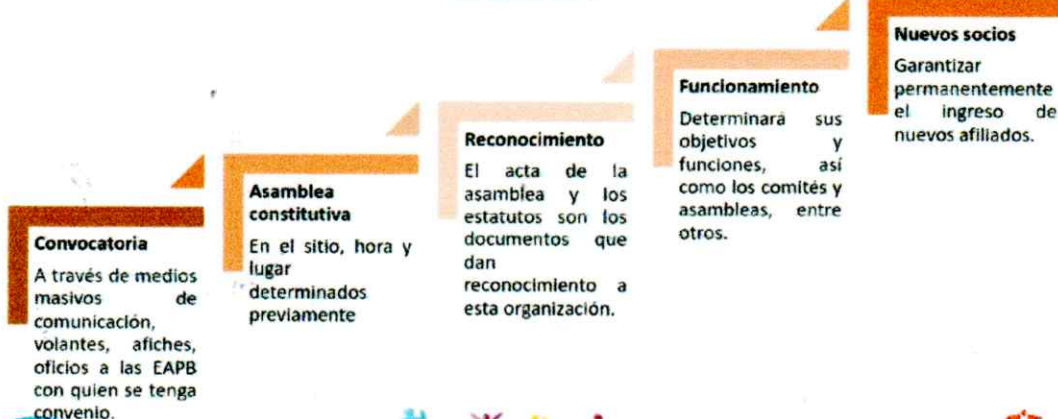 Convocatoria
A través de medios
masivos de
comunicación,
volantes, afiches,
oficios a las EAPB
con quien se tenga
convenio.
Asamblea
constitutiva
En el sitio, hora y
lugar
determinados
previamente
Reconocimiento
El acta de la
asamblea y los
estatutos son los
documentos que
dan
reconocimiento a
esta organización.
Funcionamiento
Determinará sus
objetivos y
funciones, así
como los comités y
asambleas, entre
otros.
Nuevos socios
Garantizar
permanentemente
el ingreso de
nuevos afiliados.